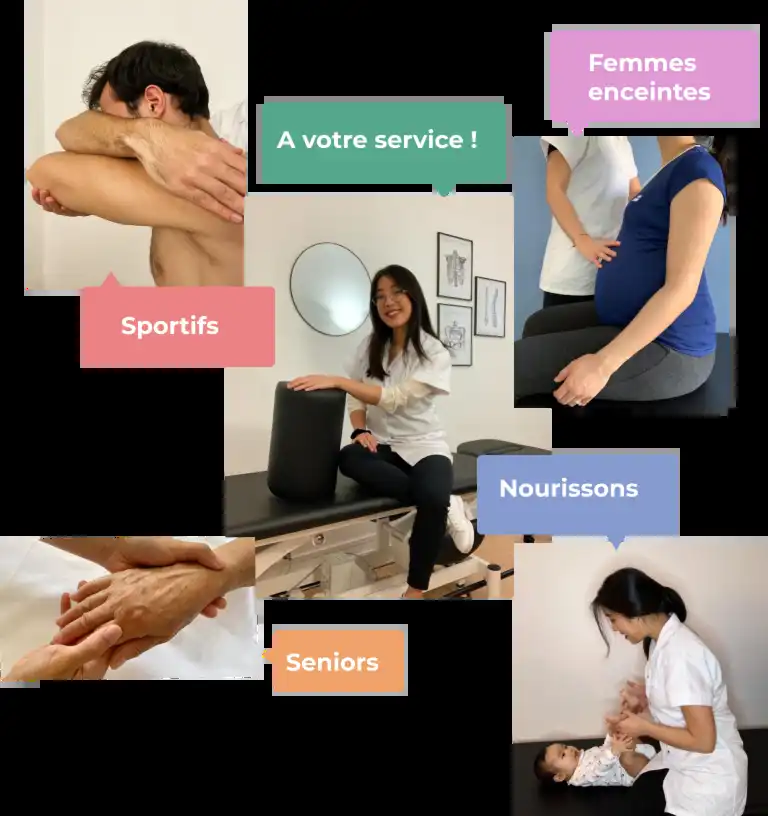 Femmes
enceintes
A votre service !
Sportifs
Nourissons
Seniors